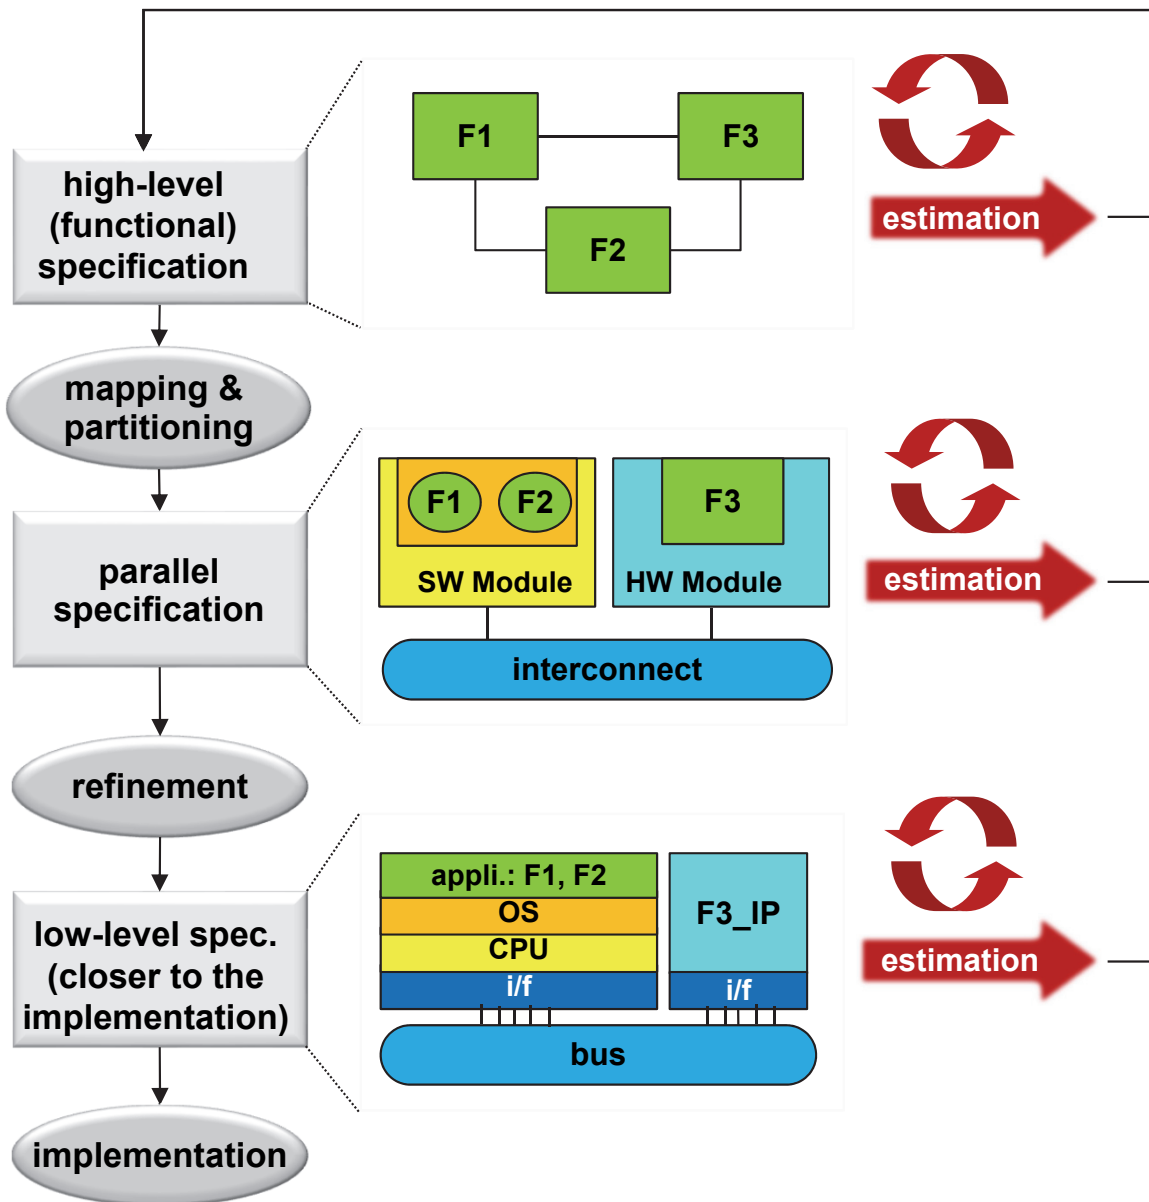 F1
F3
high-level
(functional)
specification
estimation
F2
mapping &
partitioning
F1
F2
F3
parallel
specification
SW Module
HW Module
estimation
interconnect
refinement
appli.: F1, F2
OS
F3_IP
low-level spec.
(closer to the
implementation)
CPU
estimation
i/f
i/f
bus
implementation